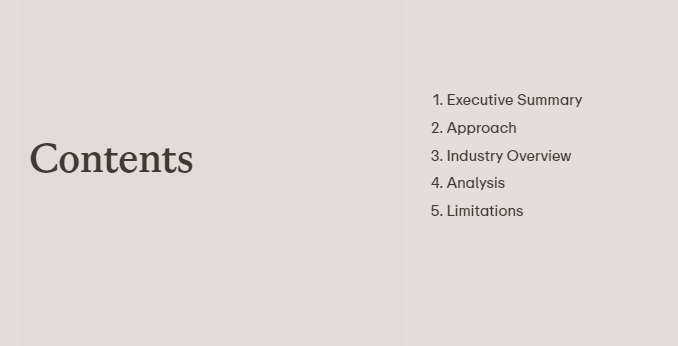 Contents
1. Executive Summary
2. Approach
3. Industry Overview
4. Analysis
5. Limitations